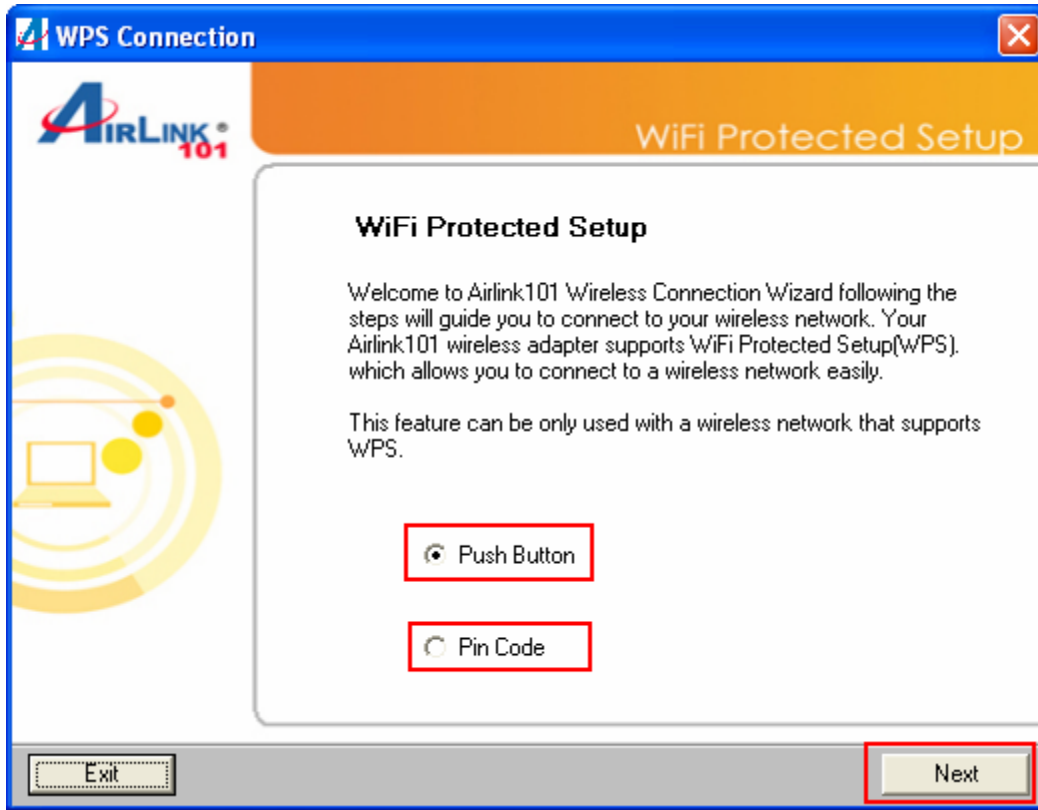 WPS Connection
AIRLINK
101
WiFi Protected Setup
WiFi Protected Setup
Welcome to Airlink101 Wireless Connection Wizard following the
steps will guide you to connect to your wireless network. Your
Airlink101 wireless adapter supports WiFi Protected Setup(WPS).
which allows you to connect to a wireless network easily.
This feature can be only used with a wireless network that supports
WPS.
Push Button
Pin Code
Exit
Next